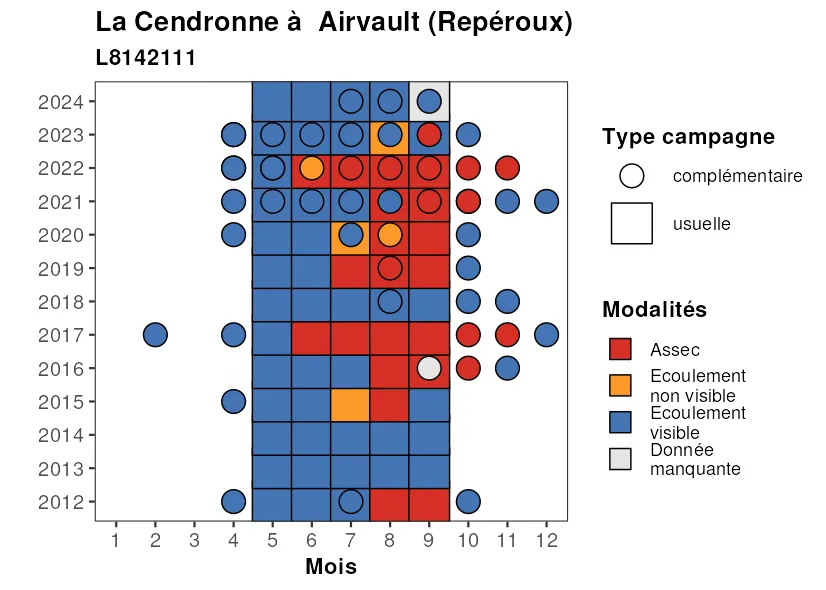 La Cendronne à  Airvault (Repéroux)
L8142111
2024
2023
2022
2021
2020
2019
2018
2017
2016
2015
2014
2013
2012
1 2 3 4 5 6 7 8 9 10 11 12
Mois
Type campagne
complémentaire
usuelle
Modalités
Assec
Ecoulement
non visible
Ecoulement
visible
Donnée
manquante